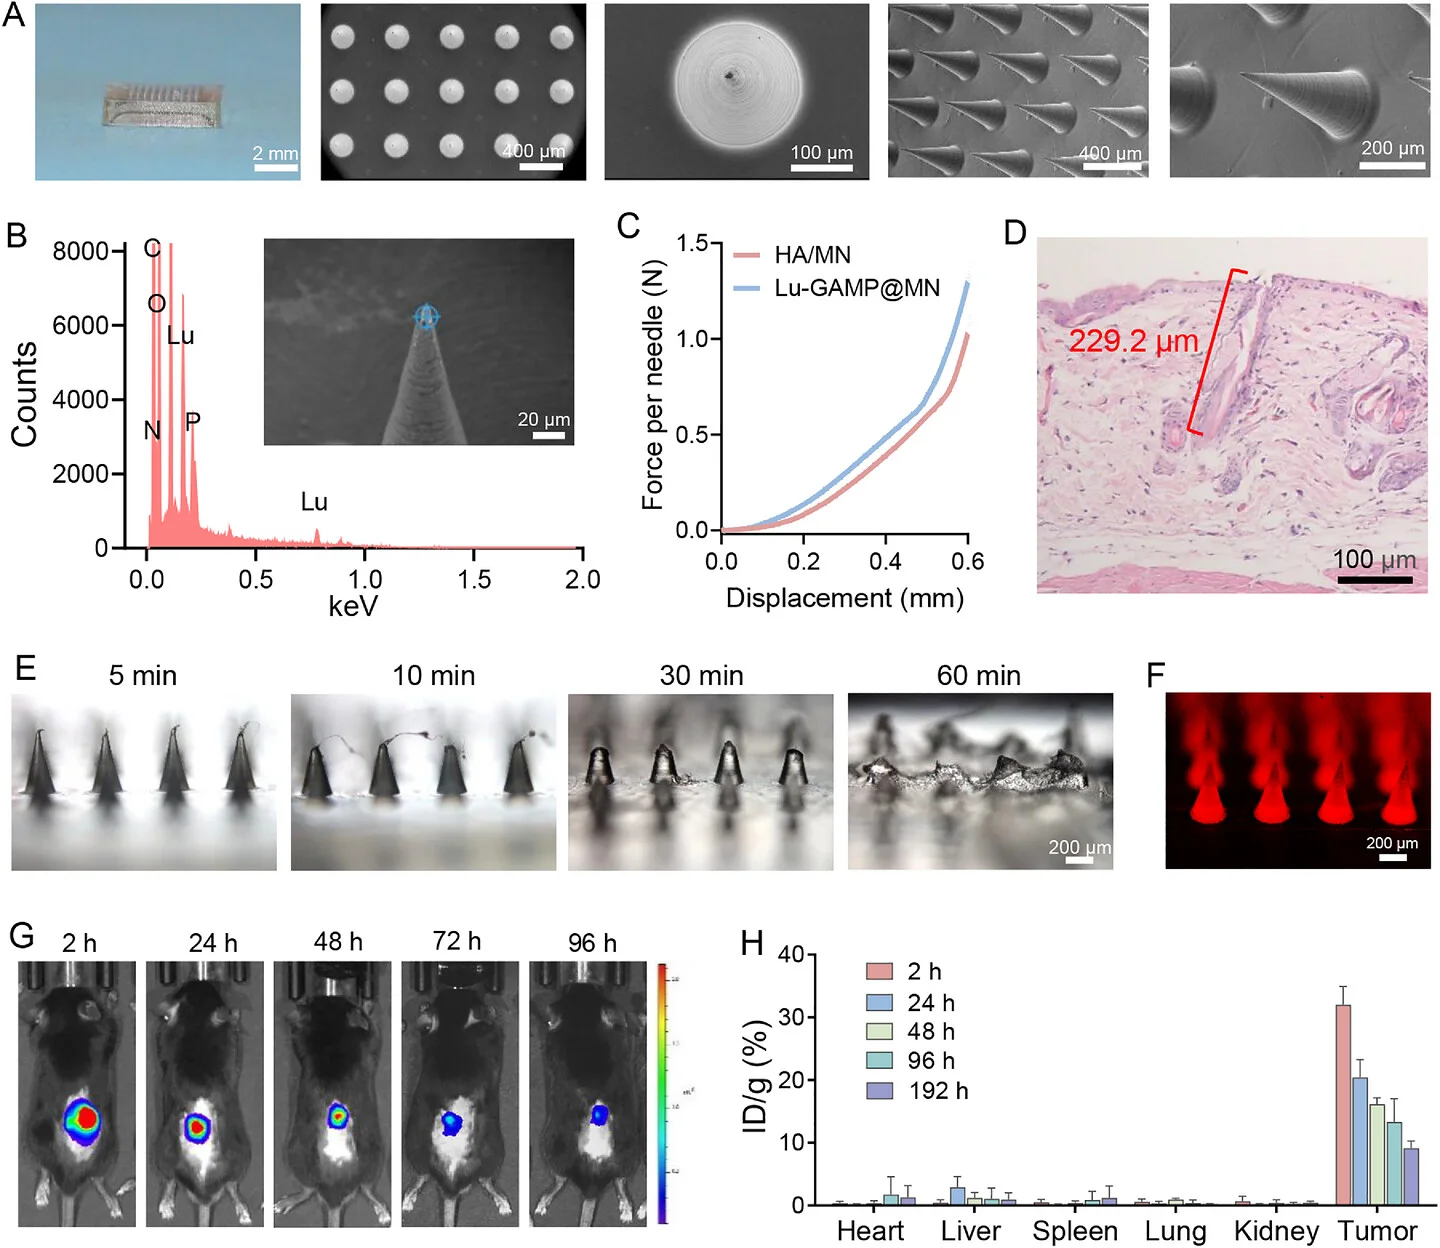 A
2 mm
400 µm
100 µm
400 µm
200 µm
B
8000
6000
4000
2000
0
Counts
C
O
Lu
N
P
Lu
20 µm
0.0
0.5
1.0
1.5
2.0
keV
C
1.5
1.0
0.5
0.0
Force per needle (N)
HA/MN
Lu-GAMP@MN
0.0
0.2
0.4
0.6
Displacement (mm)
D
229.2 µm
100 µm
E
5 min
10 min
30 min
60 min
200 µm
F
200 µm
G
2 h
24 h
48 h
72 h
96 h
H
40
30
20
10
0
ID/g (%)
2 h
24 h
48 h
96 h
192 h
Heart
Liver
Spleen
Lung
Kidney
Tumor